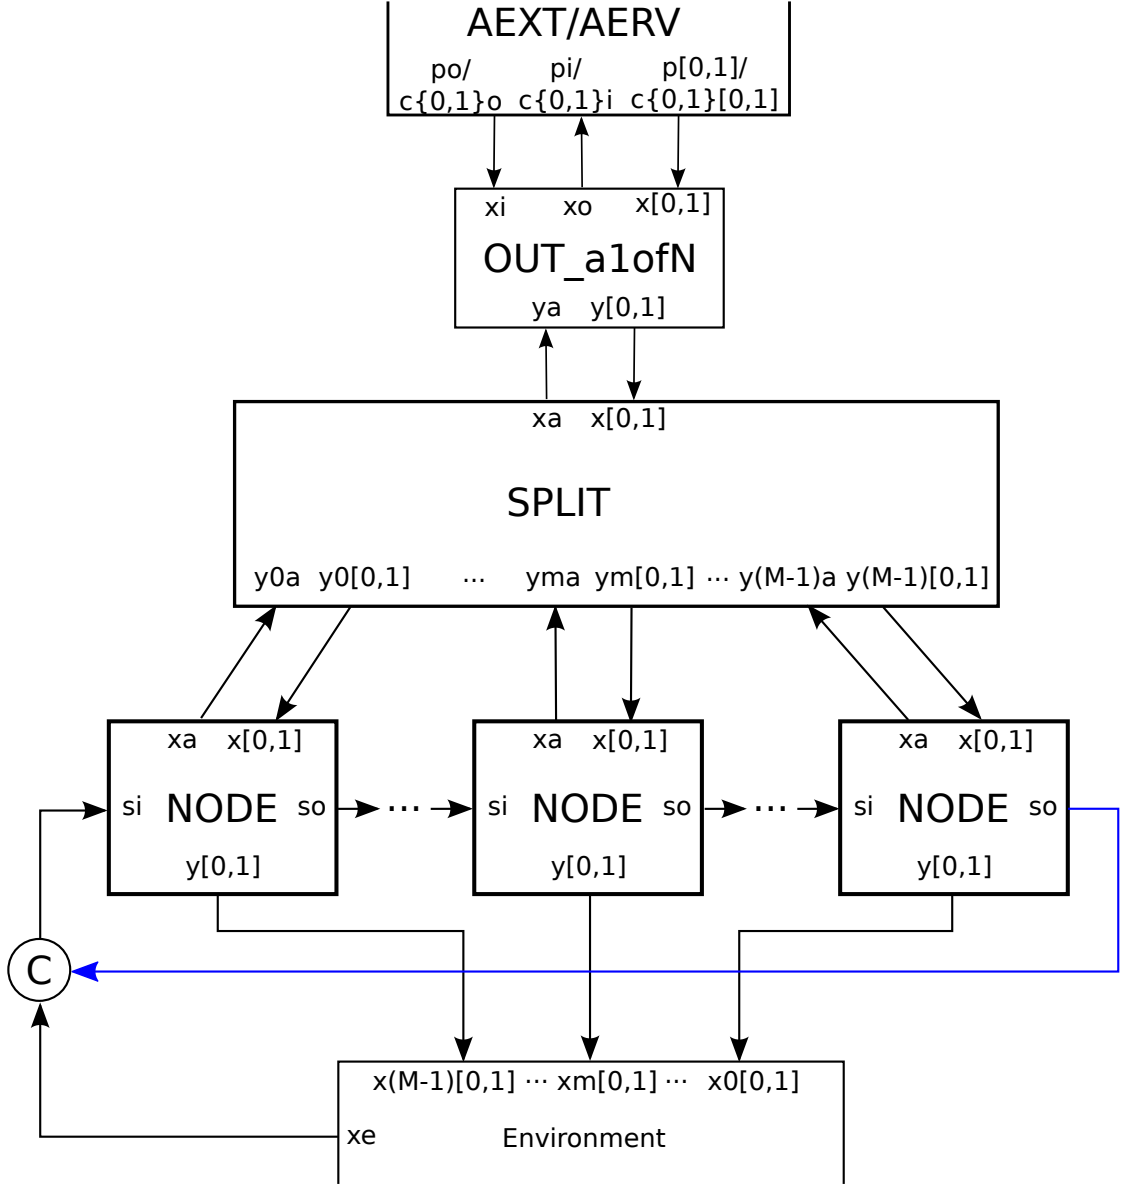 AEXT/AERV
po/ pi/ p[0,1]/
c{0,1}o c{0,1}i c{0,1}[0,1]
xi xo x[0,1]
OUT_a1ofN
ya y[0,1]
xa x[0,1]
SPLIT
y0a y0[0,1] ... yma ym[0,1] ... y(M-1)a y(M-1)[0,1]
xa x[0,1] xa x[0,1] xa x[0,1]
si NODE so ... si NODE so ... si NODE so
y[0,1] y[0,1] y[0,1]
C
x(M-1)[0,1] ... xm[0,1] ... x0[0,1]
xe Environment